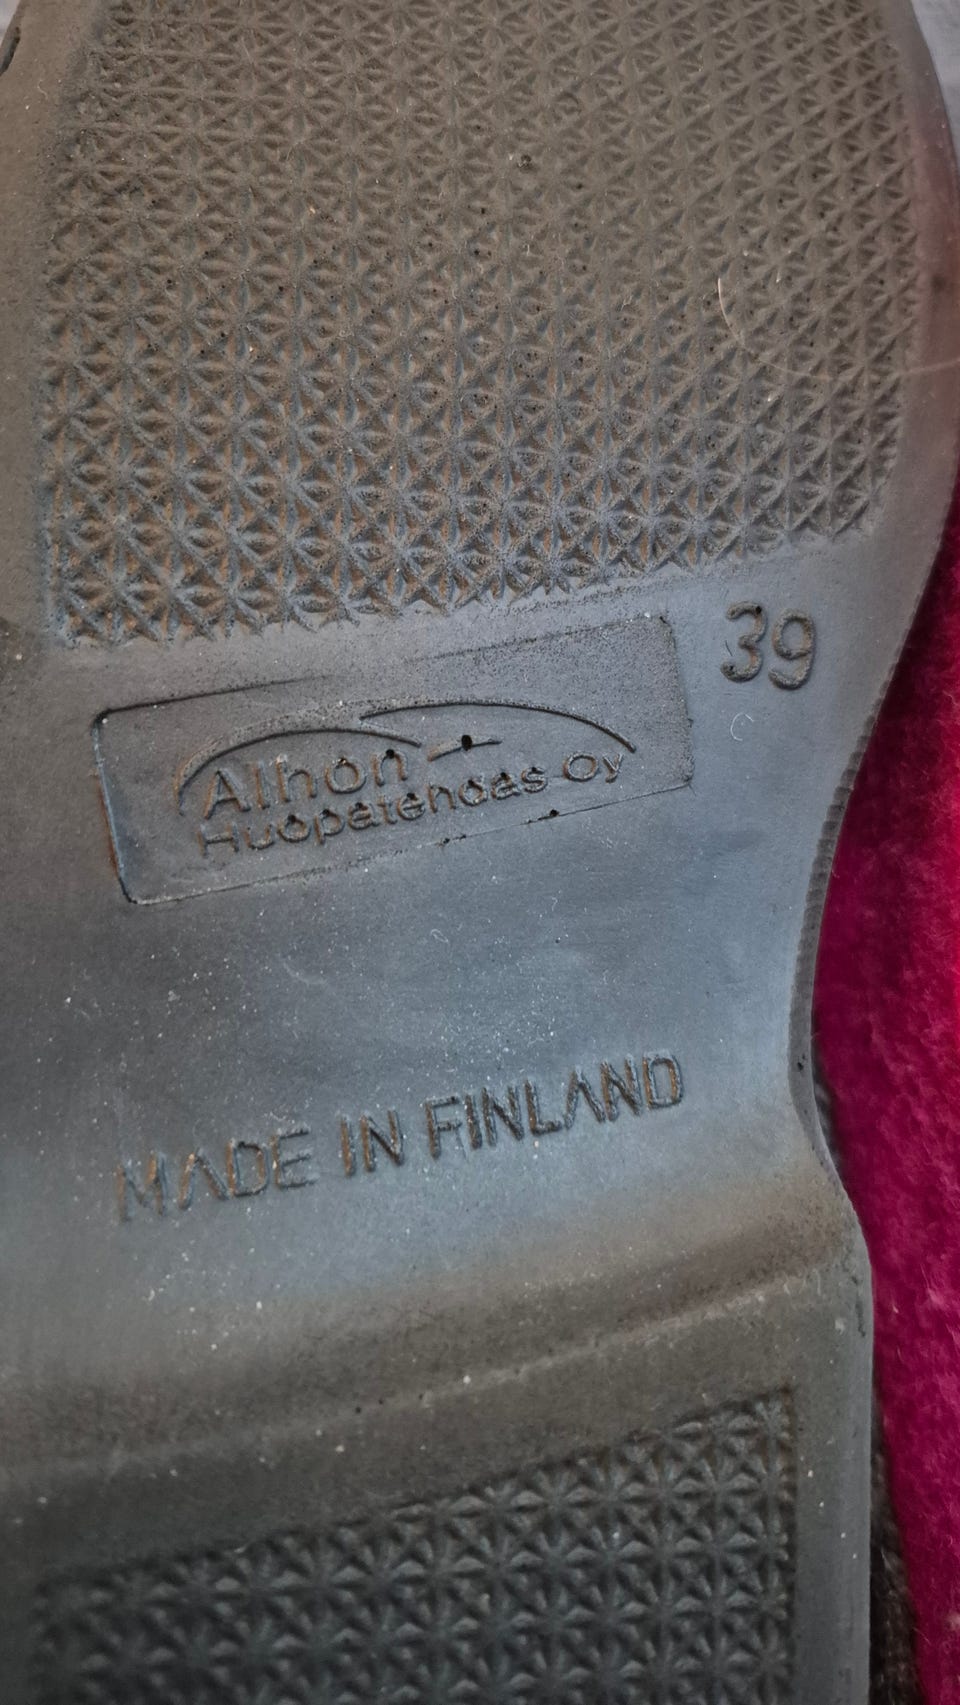 39
Alhon
Huopatehdas Oy
MADE IN FINLAND